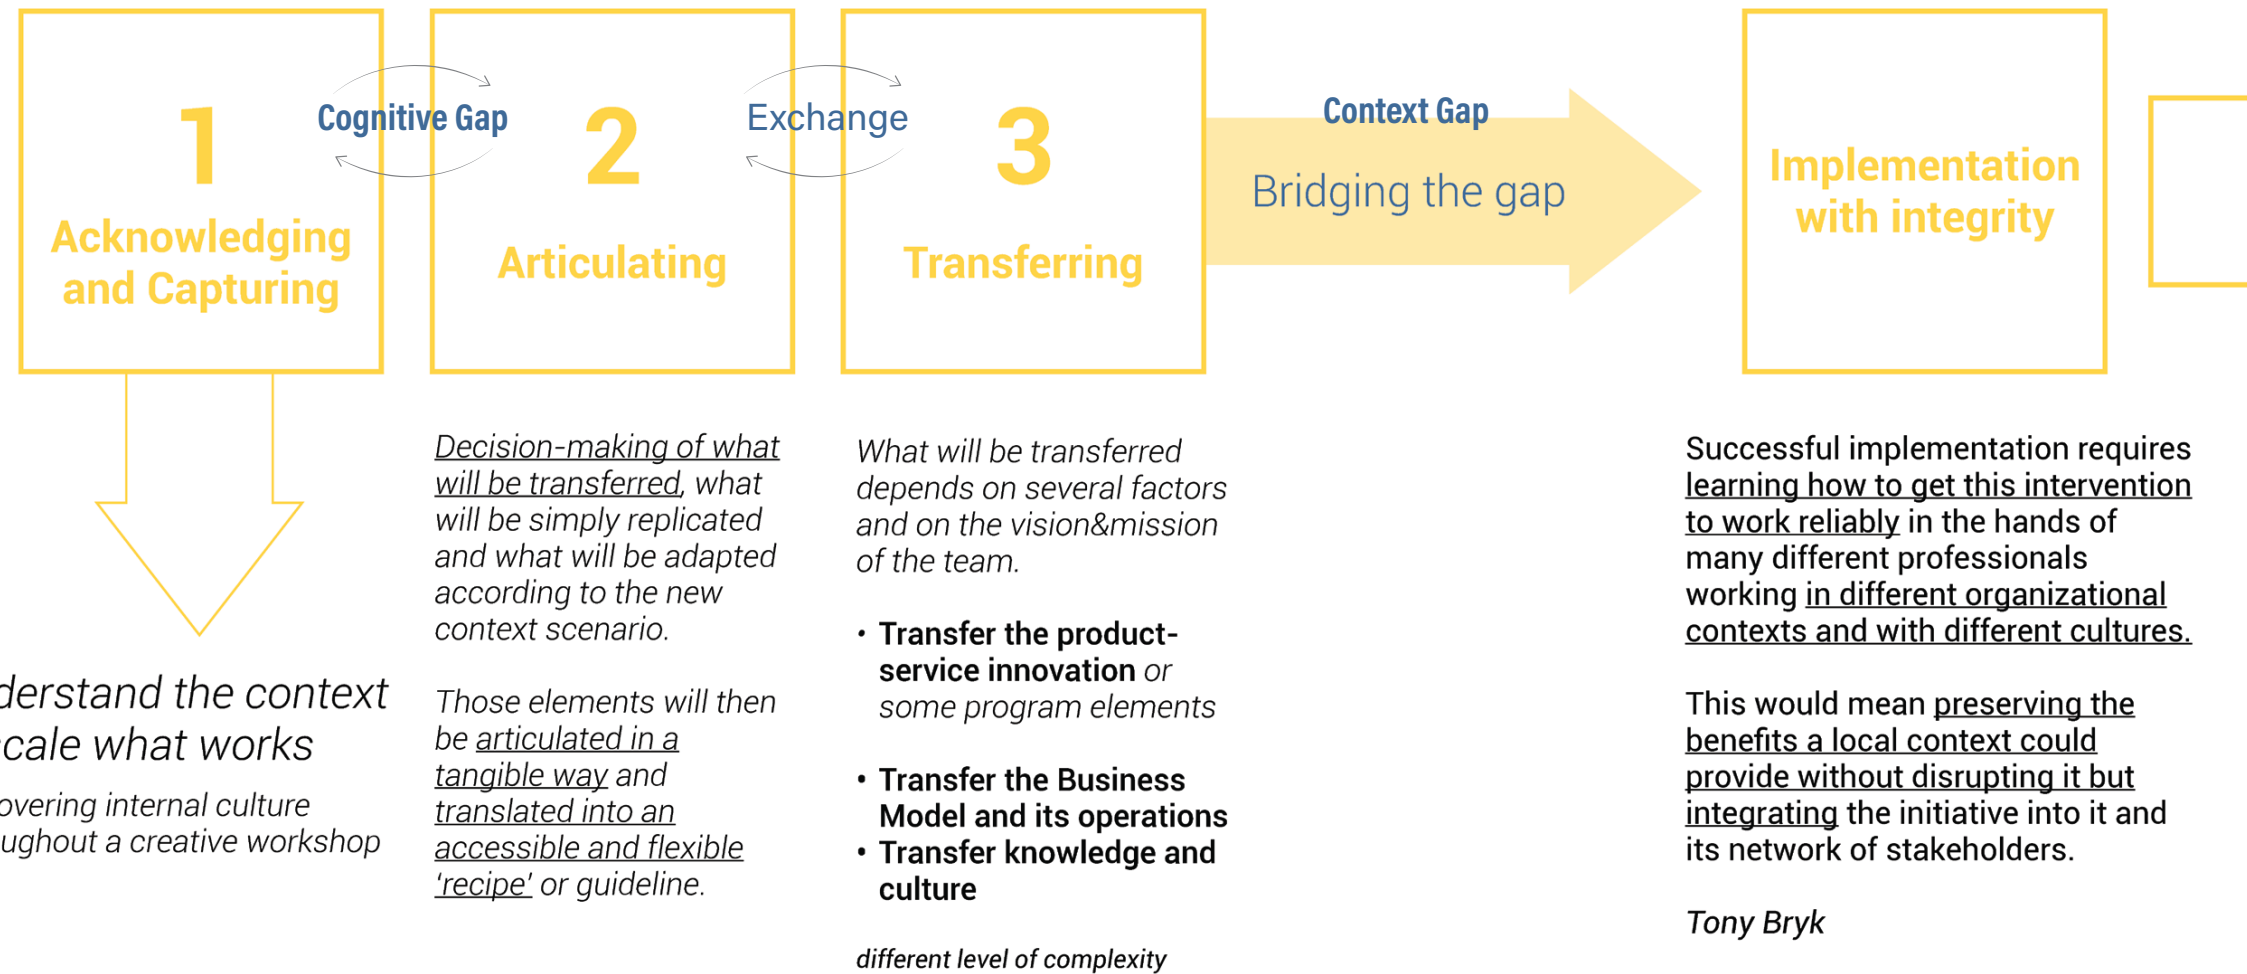 1
Acknowledging
and Capturing
Cognitive Gap
2
Articulating
Exchange
3
Transferring
Context Gap
Bridging the gap
Implementation
with integrity
the context
what works
internal culture
a creative workshop
Decision-making of what
will be transferred, what
will be simply replicated
and what will be adapted
according to the new
context scenario.
Those elements will then
be articulated in a
tangible way and
translated into an
accessible and flexible
'recipe' or guideline.
What will be transferred
depends on several factors
and on the vision&mission
of the team.
• Transfer the product-
service innovation or
some program elements
• Transfer the Business
Model and its operations
• Transfer knowledge and
culture
different level of complexity
Successful implementation requires
learning how to get this intervention
to work reliably in the hands of
many different professionals
working in different organizational
contexts and with different cultures.
This would mean preserving the
benefits a local context could
provide without disrupting it but
integrating the initiative into it and
its network of stakeholders.
Tony Bryk